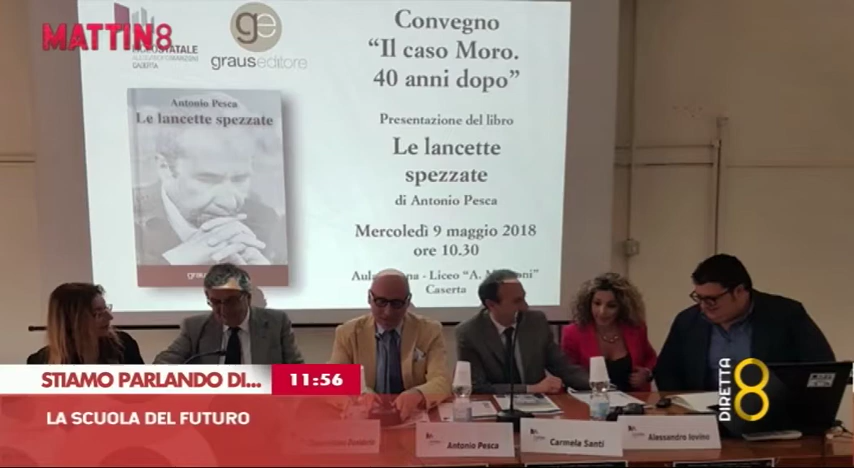 MATTIN8
ge
grauseditore
Convegno
“Il caso Moro.
40 anni dopo”
Presentazione del libro
Le lancette
spezzate
di Antonio Pesca
Mercoledì 9 maggio 2018
ore 10.30
Liceo “A.
Caserta
Antonio Pesca
Le lancette spezzate
STIAMO PARLANDO DI...
11:56
LA SCUOLA DEL FUTURO
DIRETTA 8
Antonio Pesca
Carmela Santi
Alessandro Iovino